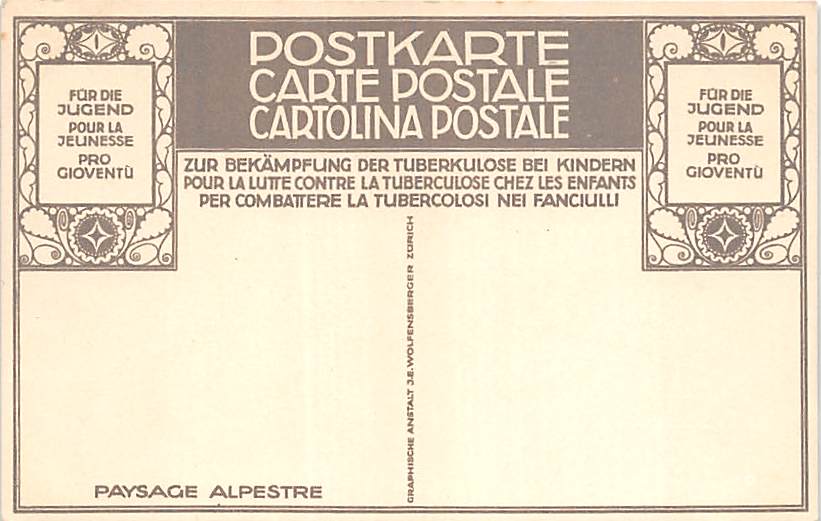 POSTKARTE
CARTE POSTALE
CARTOLINA POSTALE
FÜR DIE
JUGEND
POUR LA
JEUNESSE
PRO
GIOVENTÙ
FÜR DIE
JUGEND
POUR LA
JEUNESSE
PRO
GIOVENTÙ
ZUR BEKÄMPFUNG DER TUBERKULOSE BEI KINDERN
POUR LA LUTTE CONTRE LA TUBERCULOSE CHEZ LES ENFANTS
PER COMBATTERE LA TUBERCOLOSI NEI FANCIULLI
GRAPHISCHE ANSTALT J.E. WOLFENSBERGER ZÜRICH
PAYSAGE ALPESTRE